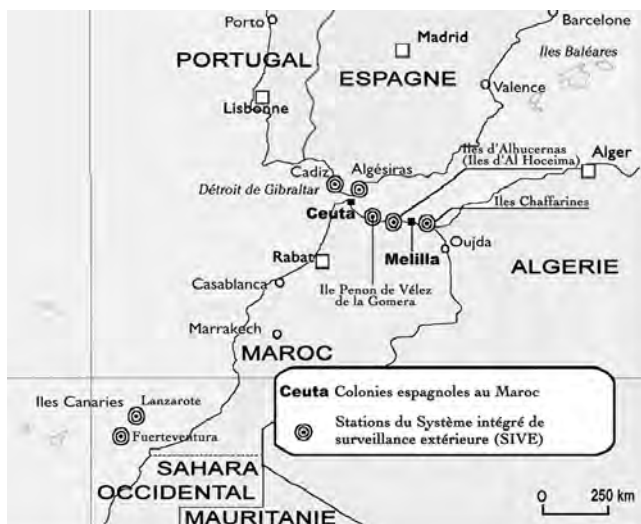 Porto
Barcelone
Madrid
Iles Baléares
PORTUGAL
ESPAGNE
Valence
Lisbonne
Iles d'Alhucernas
(Iles d'Al Hoceima)
Alger
Cadiz
Algésiras
Détroit de Gibraltar
Iles Chaffarines
Ceuta
Melilla
Oujda
Rabat
ALGERIE
Casablanca
Ile Penon de Vélez
de la Gomera
Marrakech
MAROC
Iles Canaries
Lanzarote
Fuerteventura
Ceuta Colonies espagnoles au Maroc
Stations du Système intégré de
surveillance extérieure (SIVE)
SAHARA
OCCIDENTAL
MAURITANIE
0 250 km